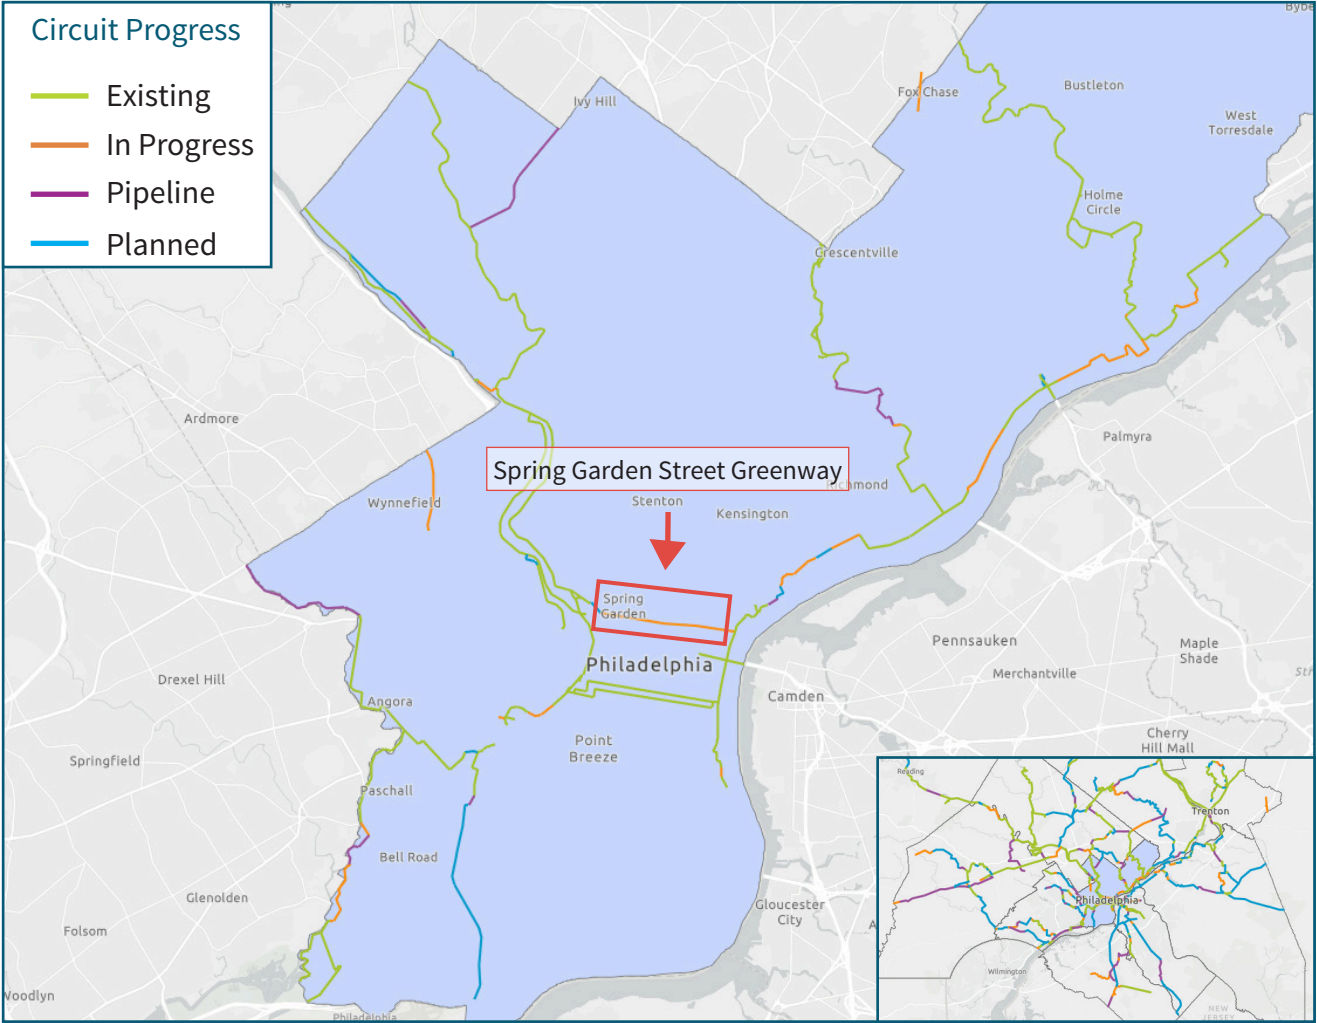 Circuit Progress
Existing
In Progress
Pipeline
Planned
Ivy Hill
Fox Chase
Bustleton
West
Torresdale
Holme
Circle
Crescentville
Ardmore
Palmyra
Spring Garden Street Greenway
Wynnefield
Stenton
Kensington
Spring
Garden
Philadelphia
Pennsauken
Maple
Shade
Merchantville
Drexel Hill
Angora
Camden
Point
Breeze
Cherry
Hill Mall
Springfield
Paschall
Bell Road
Glenolden
Gloucester
City
Folsom
Woodlyn
Philadelphia
Reading
Trenton
Philadelphia
Wilmington
NEW
JERSEY